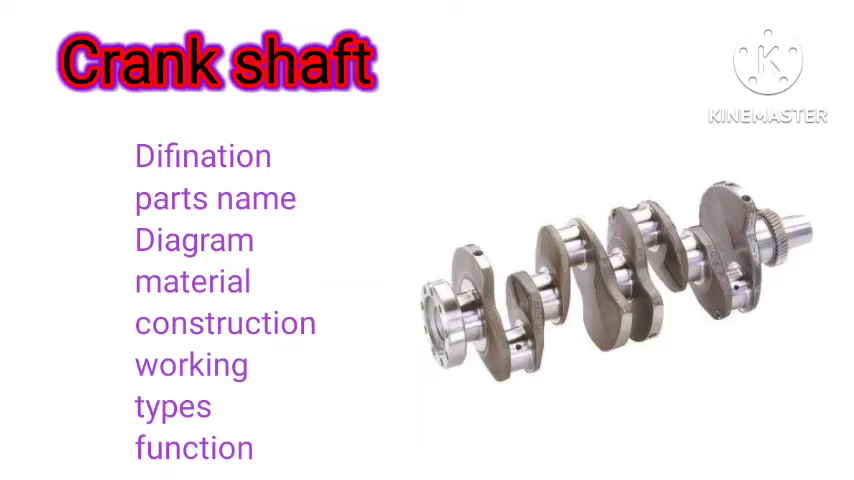 Crank shaft
K
KINEMASTER
Difination
parts name
Diagram
material
construction
working
types
function